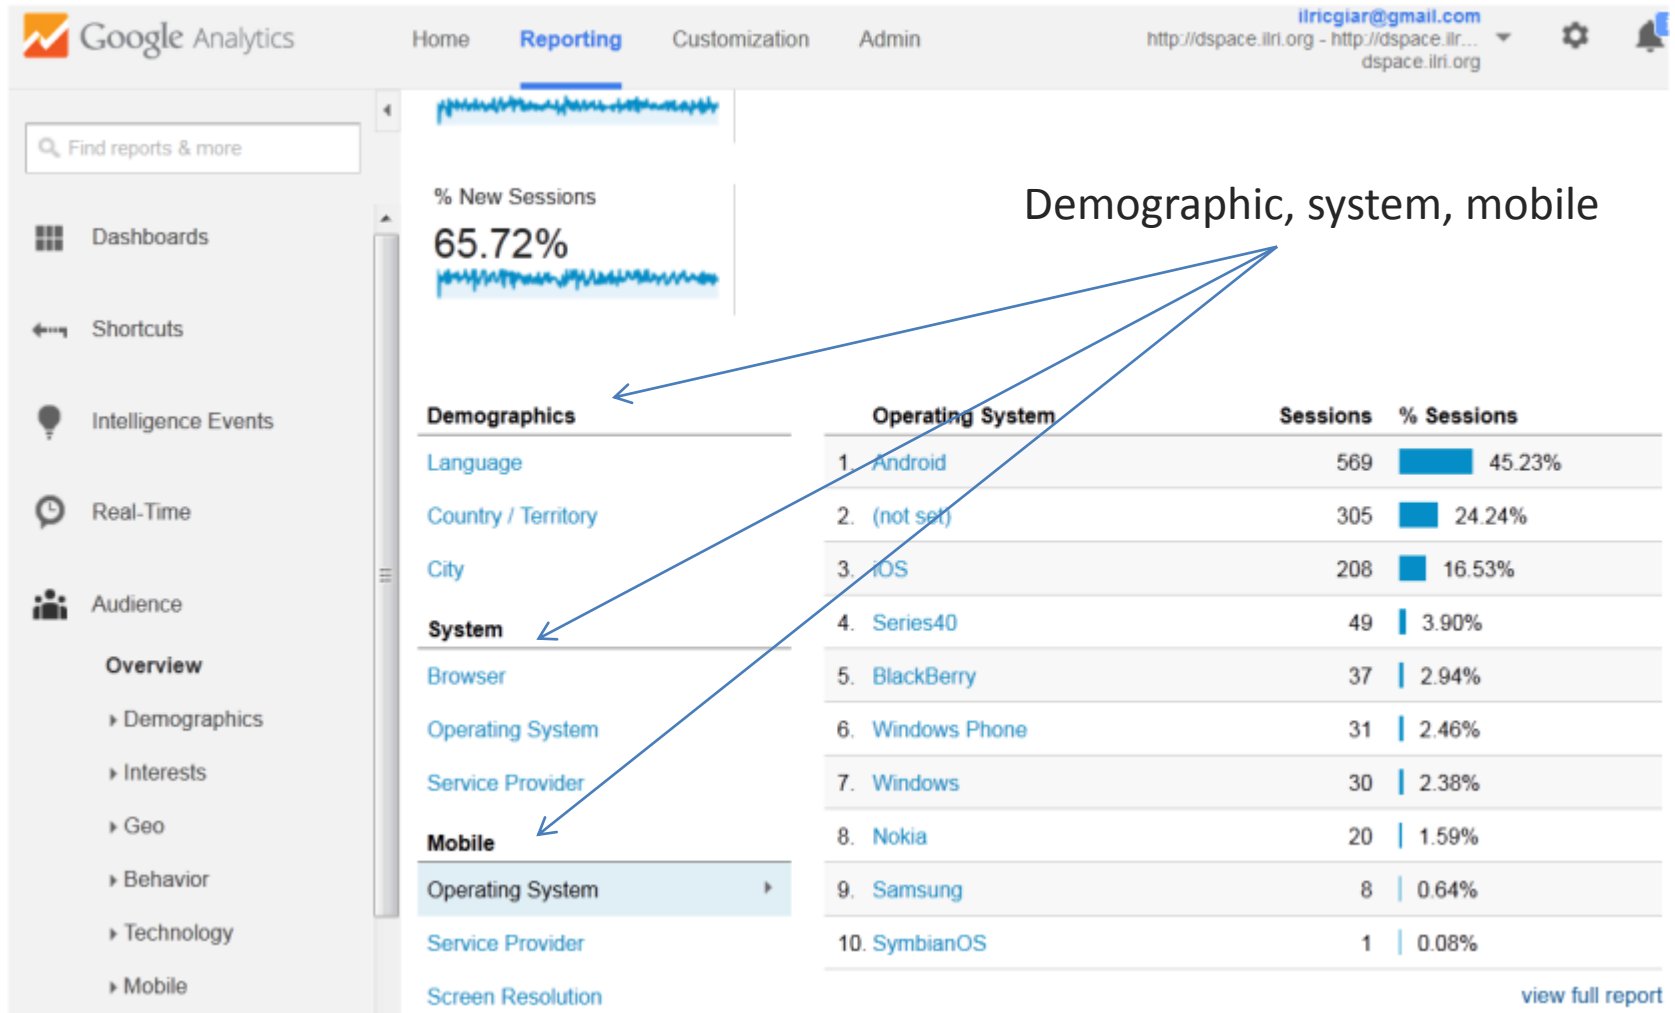 Google Analytics
Home Reporting Customization Admin
ilricgiar@gmail.com
http://dspace.ilri.org - http://dspace.ilr...
dspace.ilri.org
Find reports & more
Dashboards
Shortcuts
Intelligence Events
Real-Time
Audience
Overview
Demographics
Interests
Geo
Behavior
Technology
Mobile
% New Sessions
65.72%
Demographic, system, mobile
Demographics
Language
Country / Territory
City
System
Browser
Operating System
Service Provider
Mobile
Operating System
Service Provider
Screen Resolution
Operating System Sessions % Sessions
1. Android 569 45.23%
2. (not set) 305 24.24%
3. iOS 208 16.53%
4. Series40 49 3.90%
5. BlackBerry 37 2.94%
6. Windows Phone 31 2.46%
7. Windows 30 2.38%
8. Nokia 20 1.59%
9. Samsung 8 0.64%
10. SymbianOS 1 0.08%
view full report